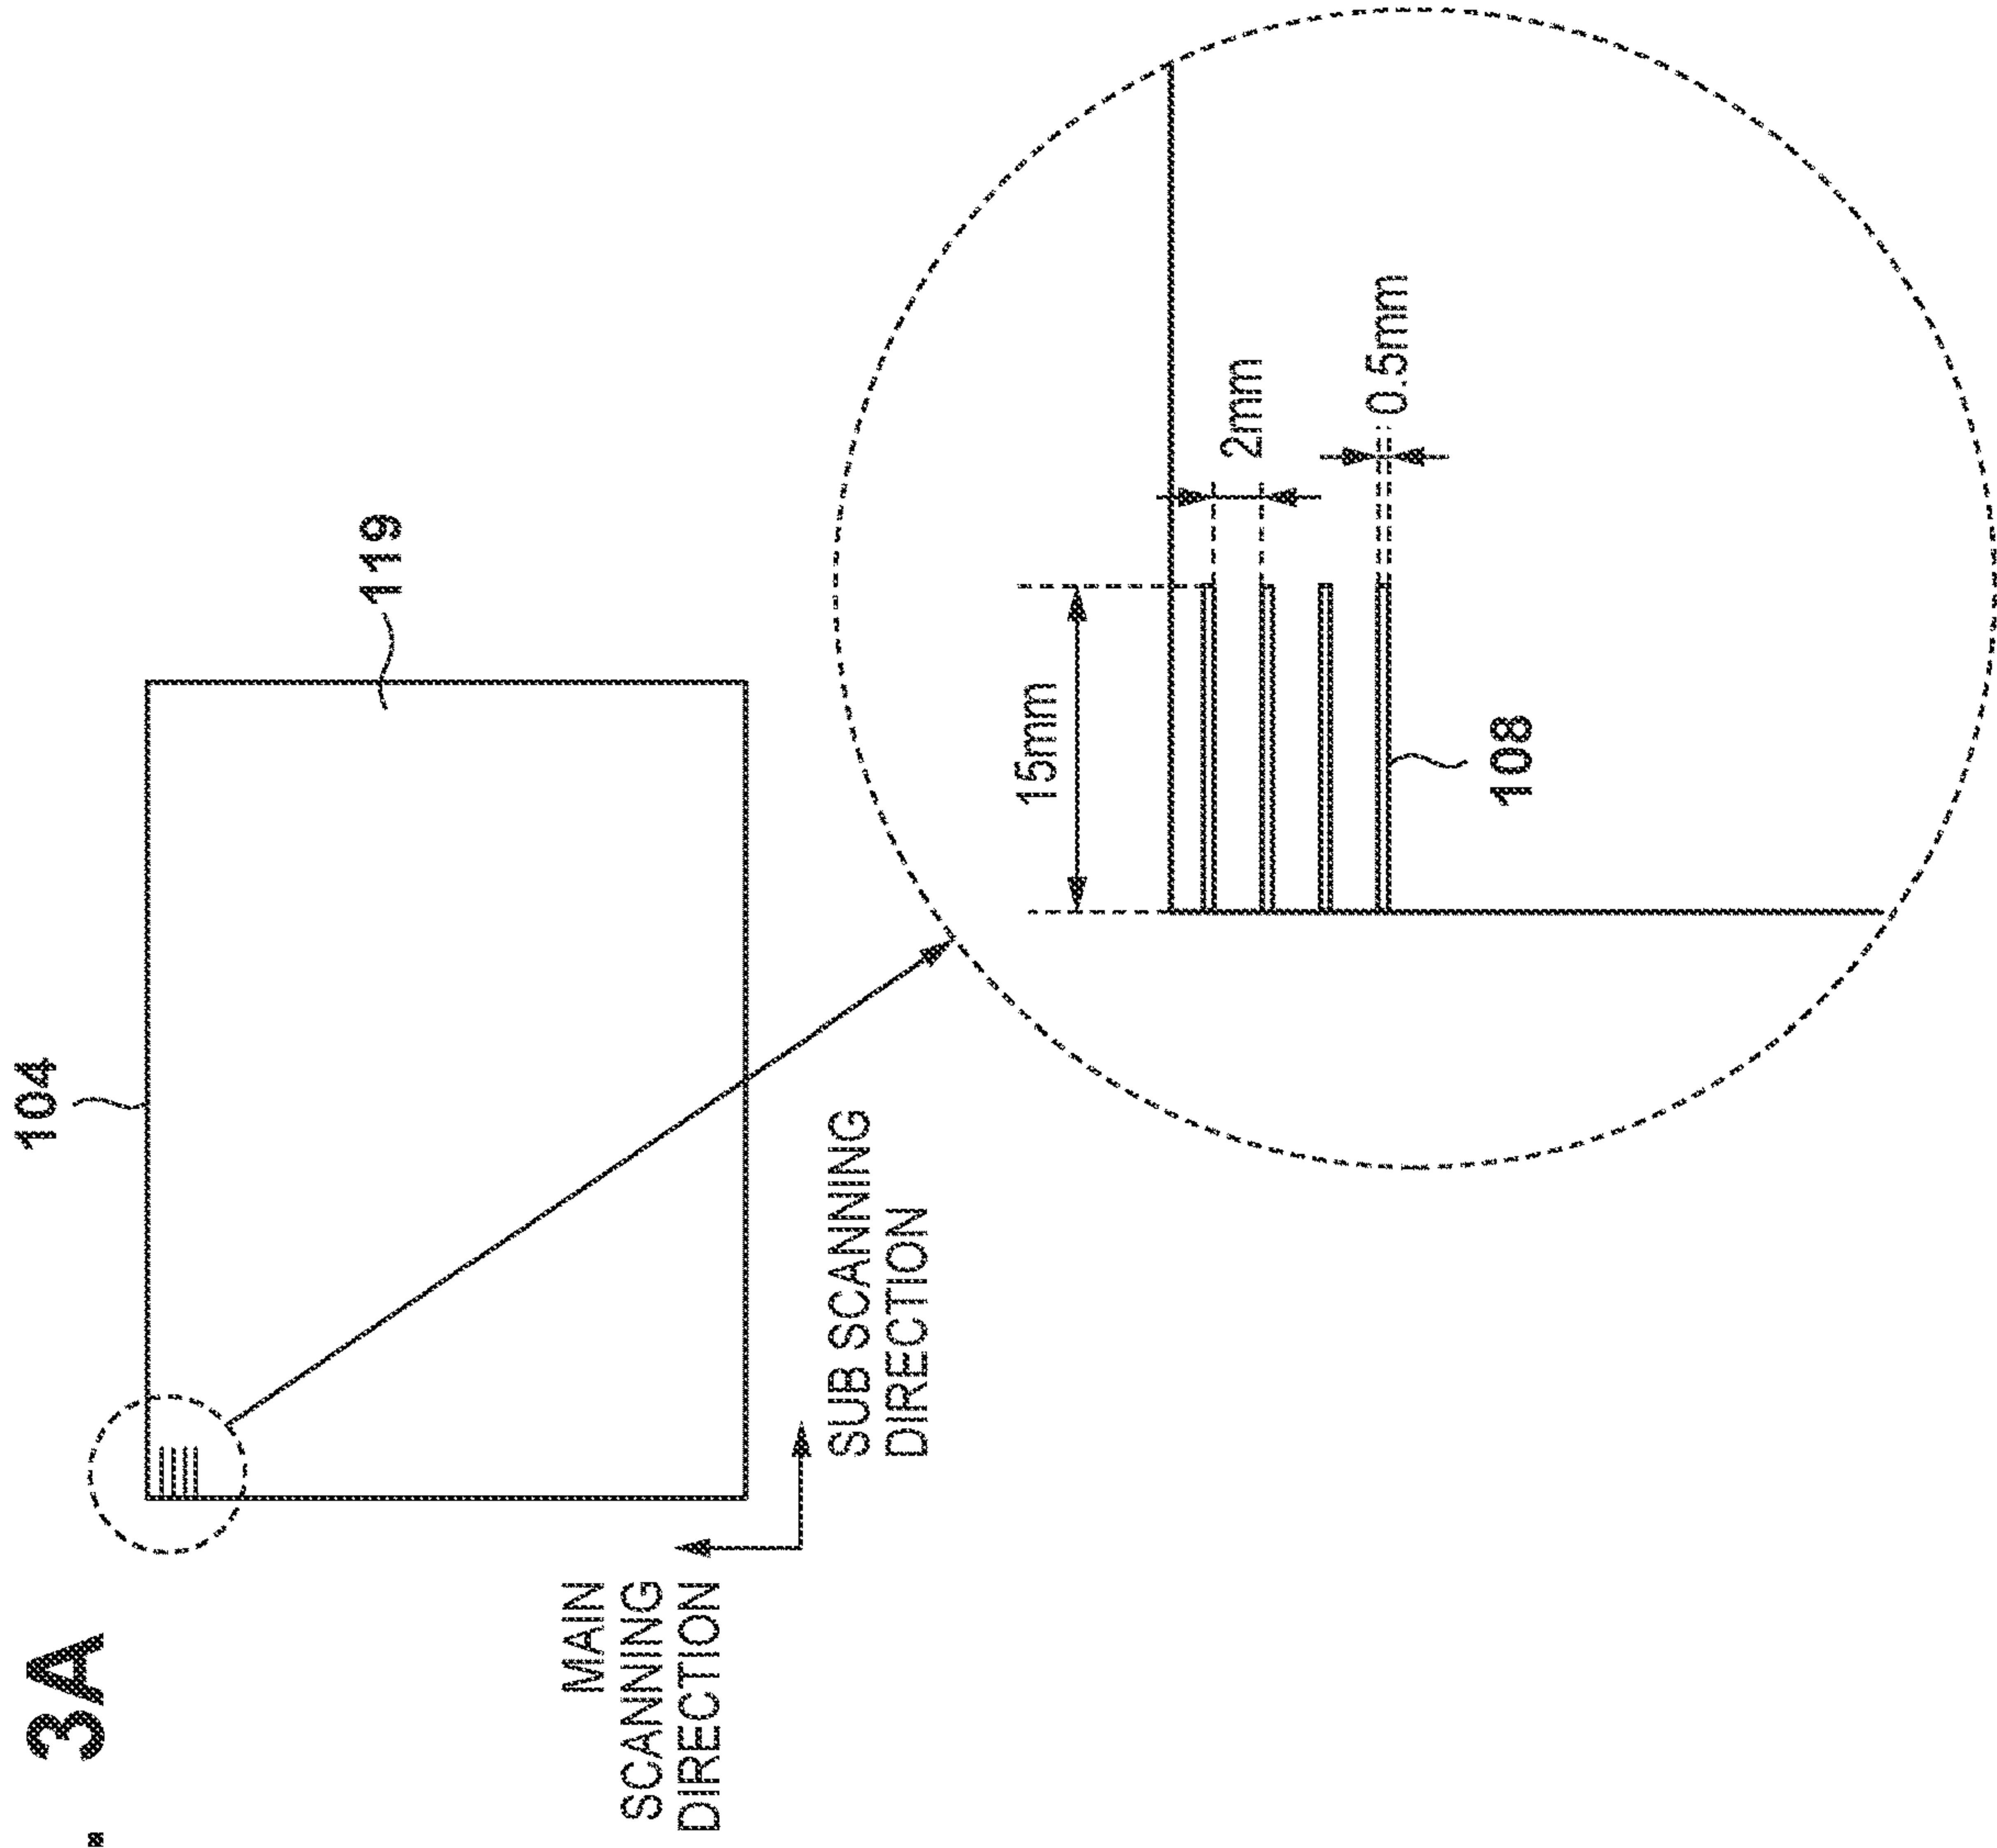 3A
104
119
MAIN
SCANNING
DIRECTION
SUB SCANNING
DIRECTION
15mm
2mm
0.5mm
108